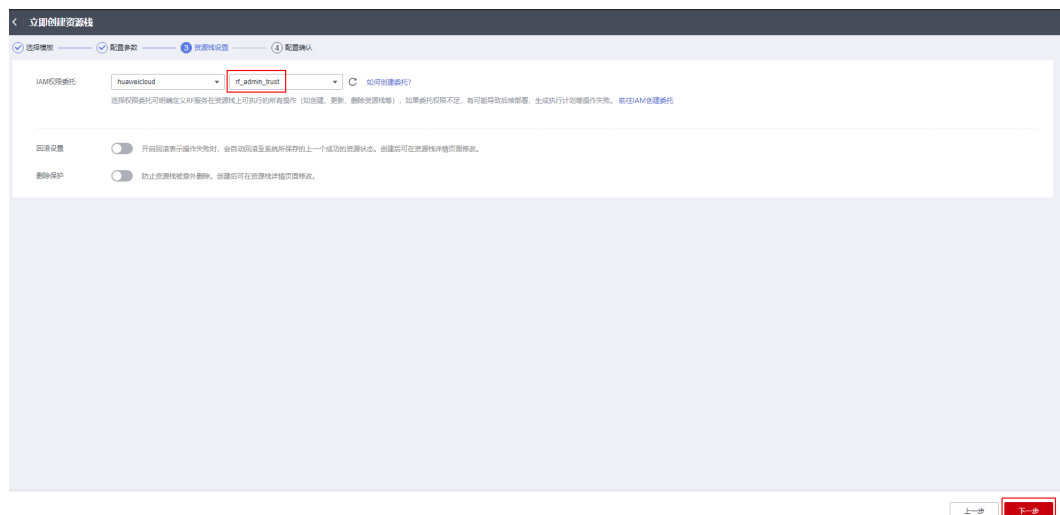 < 立即创建资源栈
选择模板 配置参数 3 资源栈设置 4 配置确认
IAM权限委托 huaweicloud rf_admin_trust 如何创建委托?
选择权限委托可明确定义RF服务在资源栈上可执行的所有操作（如创建、更新、删除资源栈等），如果委托权限不足，有可能导致后续部署、生成执行计划等操作失败。 前往IAM创建委托
回滚设置 开启回滚表示操作失败时，会自动回滚至系统所保存的上一个成功的资源状态。创建后可在资源栈详情页面修改。
删除保护 防止资源栈被意外删除。创建后可在资源栈详情页面修改。
上一步 下一步